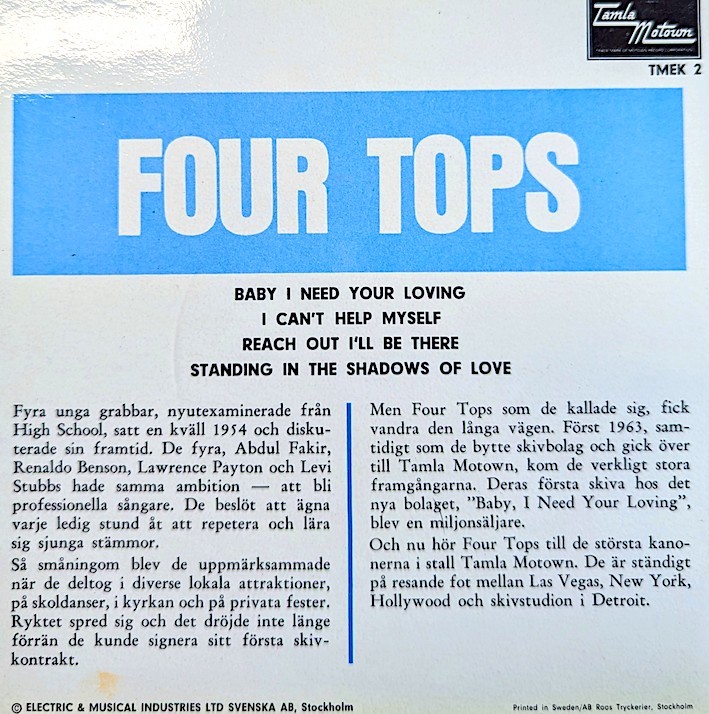 Tamla
Motown
TMEK 2
FOUR TOPS
BABY I NEED YOUR LOVING
I CAN'T HELP MYSELF
REACH OUT I'LL BE THERE
STANDING IN THE SHADOWS OF LOVE
Fyra unga grabbar, nyutexaminerade från
High School, satt en kväll 1954 och disku-
terade sin framtid. De fyra, Abdul Fakir,
Renaldo Benson, Lawrence Payton och Levi
Stubbs hade samma ambition — att bli
professionella sångare. De beslöt att ägna
varje ledig stund åt att repetera och lära
sig sjunga stämmor.
Så småningom blev de uppmärksammade
när de deltog i diverse lokala attraktioner,
på skoldanser, i kyrkan och på privata fester.
Ryktet spred sig och det dröjde inte länge
förrän de kunde signera sitt första skiv-
kontrakt.
Men Four Tops som de kallade sig, fick
vandra den långa vägen. Först 1963, sam-
tidigt som de bytte skivbolag och gick över
till Tamla Motown, kom de verkligt stora
framgångarna. Deras första skiva hos det
nya bolaget, ”Baby, I Need Your Loving”,
blev en miljonsäljare.
Och nu hör Four Tops till de största kano-
nerna i stall Tamla Motown. De är ständigt
på resande fot mellan Las Vegas, New York,
Hollywood och skivstudion i Detroit.
© ELECTRIC & MUSICAL INDUSTRIES LTD SVENSKA AB, Stockholm
Printed in Sweden/AB Roos Tryckerier, Stockholm